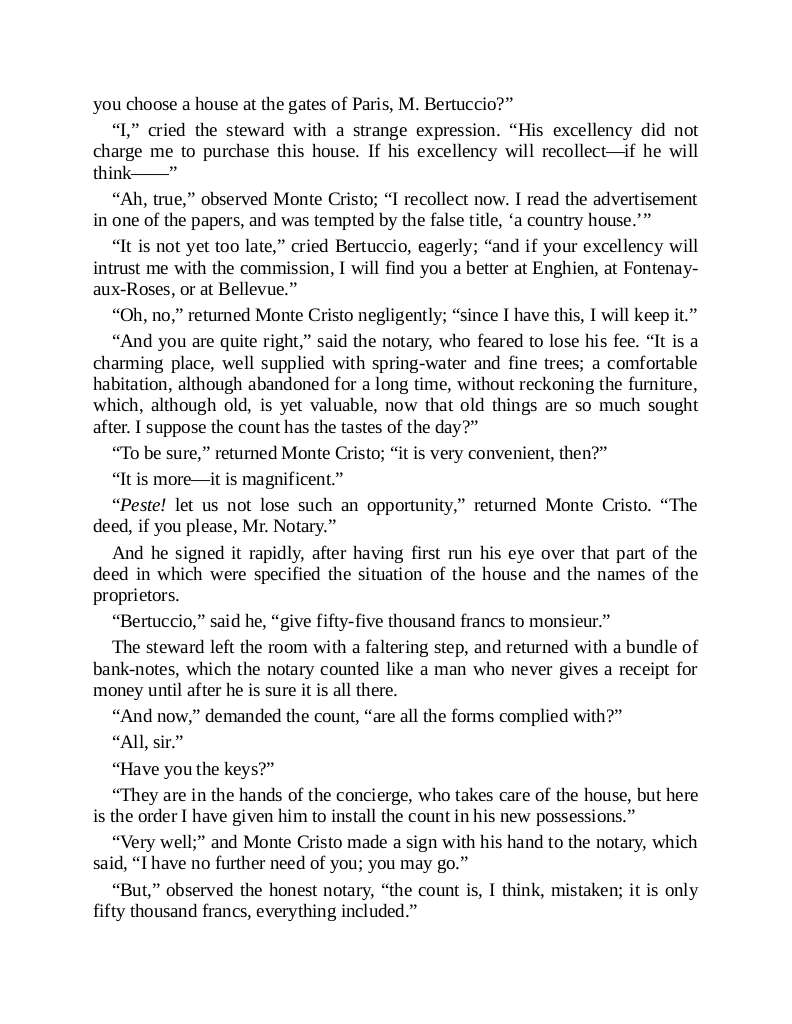 you choose a house at the gates of Paris, M. Bertuccio?”
“I,” cried the steward with a strange expression. “His excellency did not
charge me to purchase this house. If his excellency will recollect—if he will
think——”
“Ah, true,” observed Monte Cristo; “I recollect now. I read the advertisement
in one of the papers, and was tempted by the false title, ‘a country house.’”
“It is not yet too late,” cried Bertuccio, eagerly; “and if your excellency will
intrust me with the commission, I will find you a better at Enghien, at Fontenay-
aux-Roses, or at Bellevue.”
“Oh, no,” returned Monte Cristo negligently; “since I have this, I will keep it.”
“And you are quite right,” said the notary, who feared to lose his fee. “It is a
charming place, well supplied with spring-water and fine trees; a comfortable
habitation, although abandoned for a long time, without reckoning the furniture,
which, although old, is yet valuable, now that old things are so much sought
after. I suppose the count has the tastes of the day?”
“To be sure,” returned Monte Cristo; “it is very convenient, then?”
“It is more—it is magnificent.”
“Peste! let us not lose such an opportunity,” returned Monte Cristo. “The
deed, if you please, Mr. Notary.”
And he signed it rapidly, after having first run his eye over that part of the
deed in which were specified the situation of the house and the names of the
proprietors.
“Bertuccio,” said he, “give fifty-five thousand francs to monsieur.”
The steward left the room with a faltering step, and returned with a bundle of
bank-notes, which the notary counted like a man who never gives a receipt for
money until after he is sure it is all there.
“And now,” demanded the count, “are all the forms complied with?”
“All, sir.”
“Have you the keys?”
“They are in the hands of the concierge, who takes care of the house, but here
is the order I have given him to install the count in his new possessions.”
“Very well;” and Monte Cristo made a sign with his hand to the notary, which
said, “I have no further need of you; you may go.”
“But,” observed the honest notary, “the count is, I think, mistaken; it is only
fifty thousand francs, everything included.”